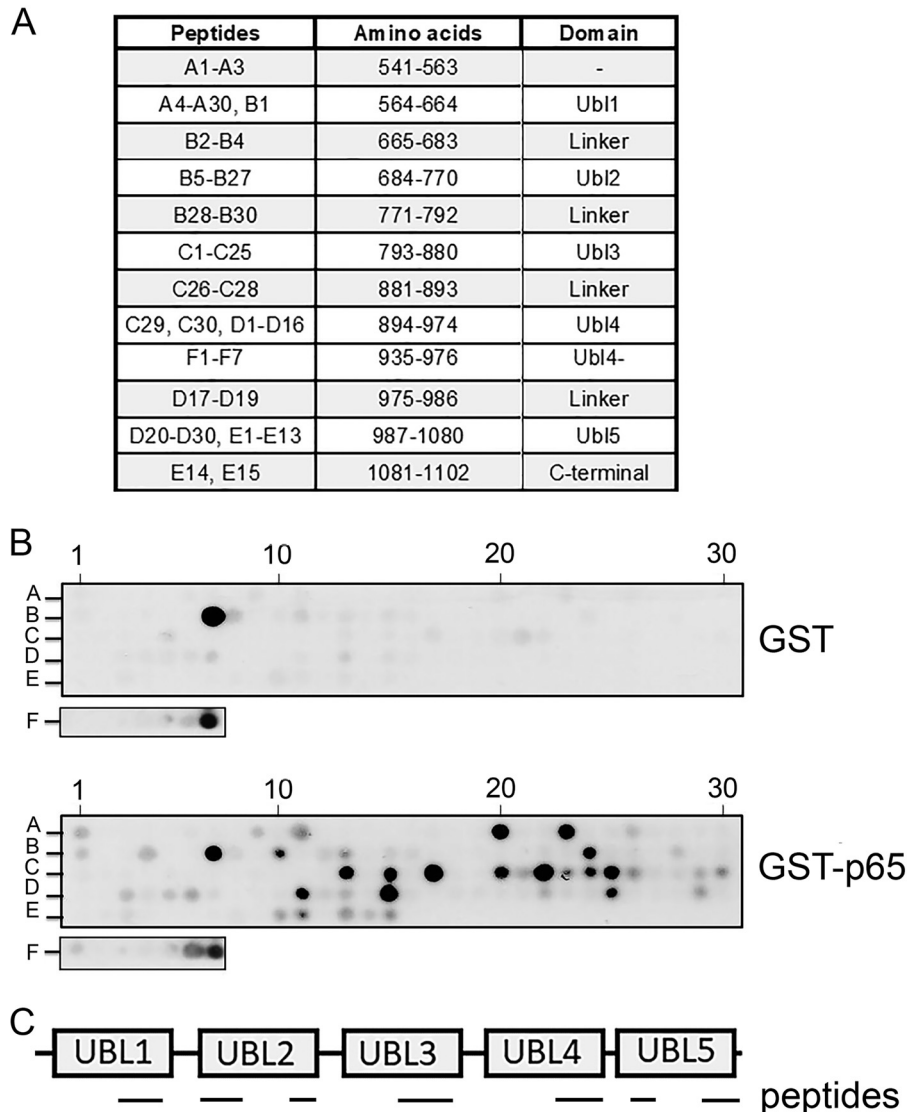 A
Peptides Amino acids Domain
A1-A3 541-563 -
A4-A30, B1 564-664 Ubl1
B2-B4 665-683 Linker
B5-B27 684-770 Ubl2
B28-B30 771-792 Linker
C1-C25 793-880 Ubl3
C26-C28 881-893 Linker
C29, C30, D1-D16 894-974 Ubl4
F1-F7 935-976 Ubl4-
D17-D19 975-986 Linker
D20-D30, E1-E13 987-1080 Ubl5
E14, E15 1081-1102 C-terminal
B
1 10 20 30
A
B
C
D
E
F
GST
1 10 20 30
A
B
C
D
E
F
GST-p65
C
UBL1 UBL2 UBL3 UBL4 UBL5
peptides